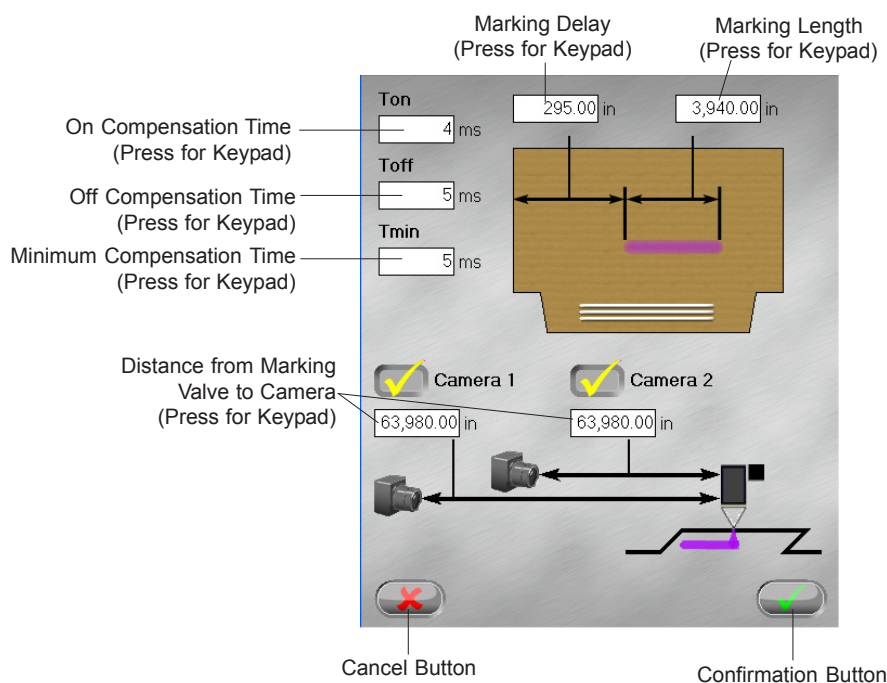 Marking Delay
(Press for Keypad)
Marking Length
(Press for Keypad)
On Compensation Time
(Press for Keypad)
Off Compensation Time
(Press for Keypad)
Minimum Compensation Time
(Press for Keypad)
Ton
4 ms
Toff
5 ms
Tmin
5 ms
295.00 in
3,940.00 in
Distance from Marking
Valve to Camera
(Press for Keypad)
Camera 1
Camera 2
63,980.00 in
63,980.00 in
Cancel Button
Confirmation Button